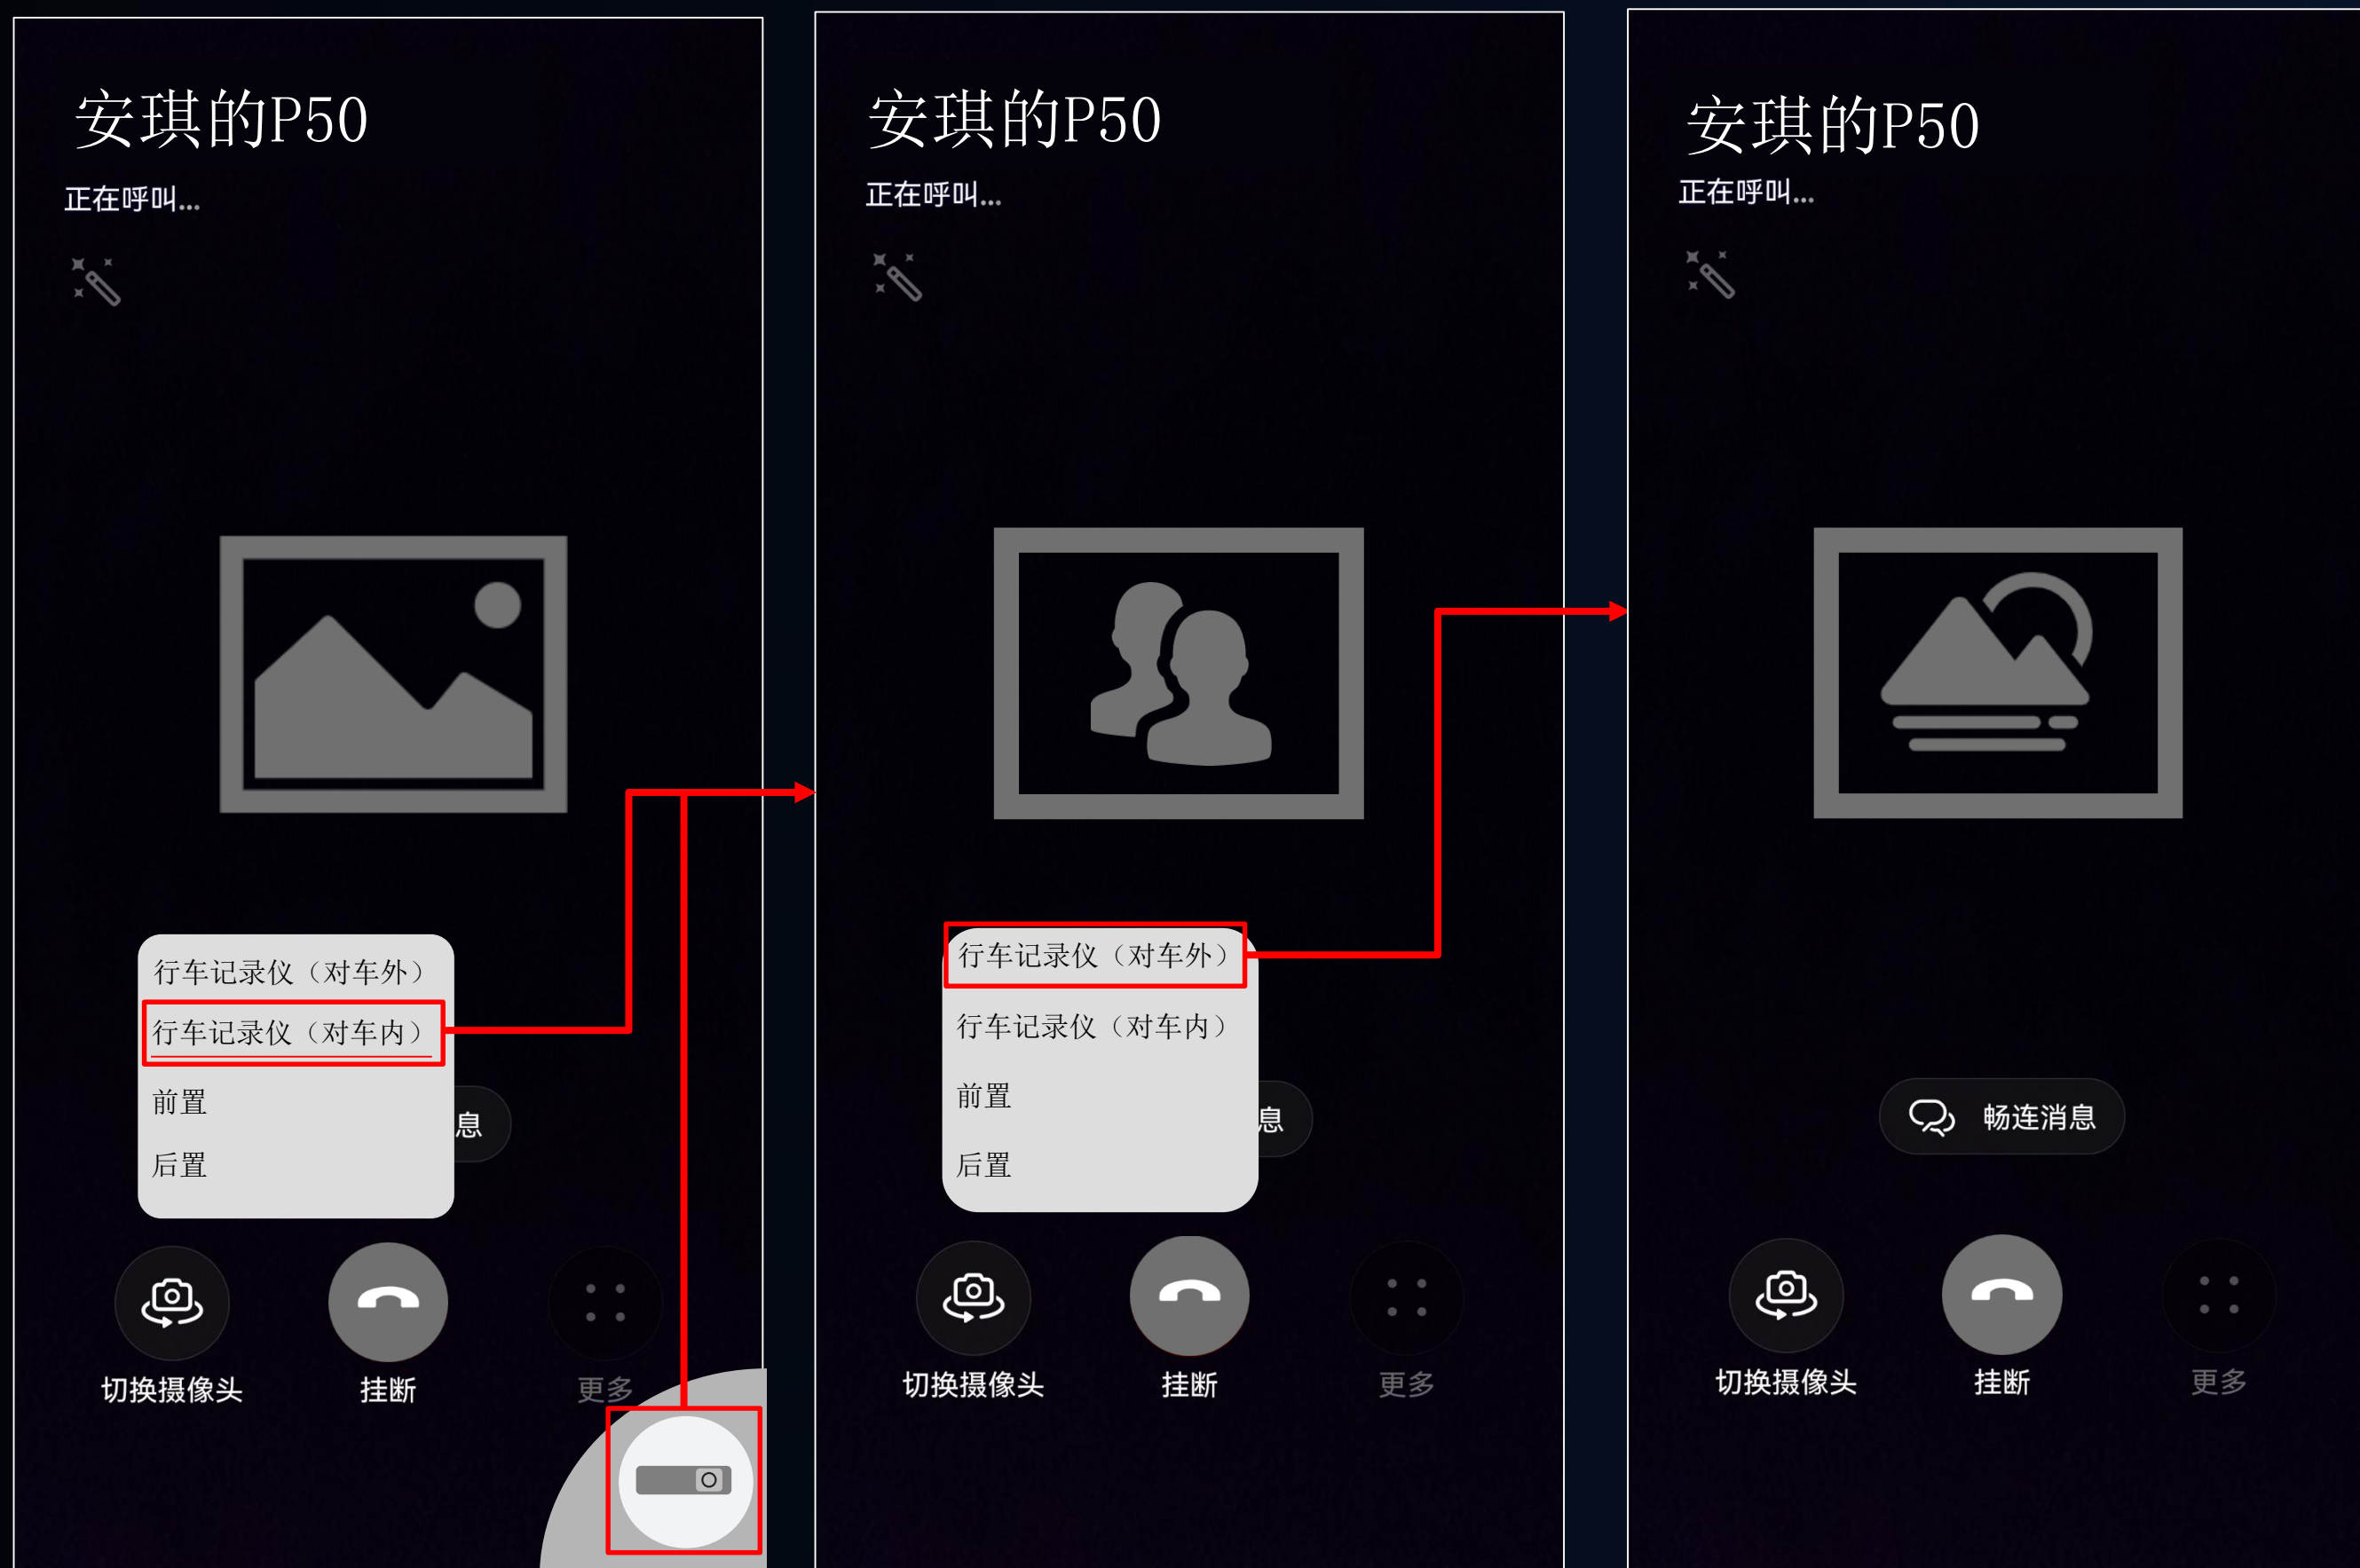 安琪的P50
正在呼叫...
行车记录仪（对车外）
行车记录仪（对车内）
前置
后置
息
切换摄像头
挂断
更多
安琪的P50
正在呼叫...
行车记录仪（对车外）
行车记录仪（对车内）
前置
后置
息
切换摄像头
挂断
更多
安琪的P50
正在呼叫...
畅连消息
切换摄像头
挂断
更多